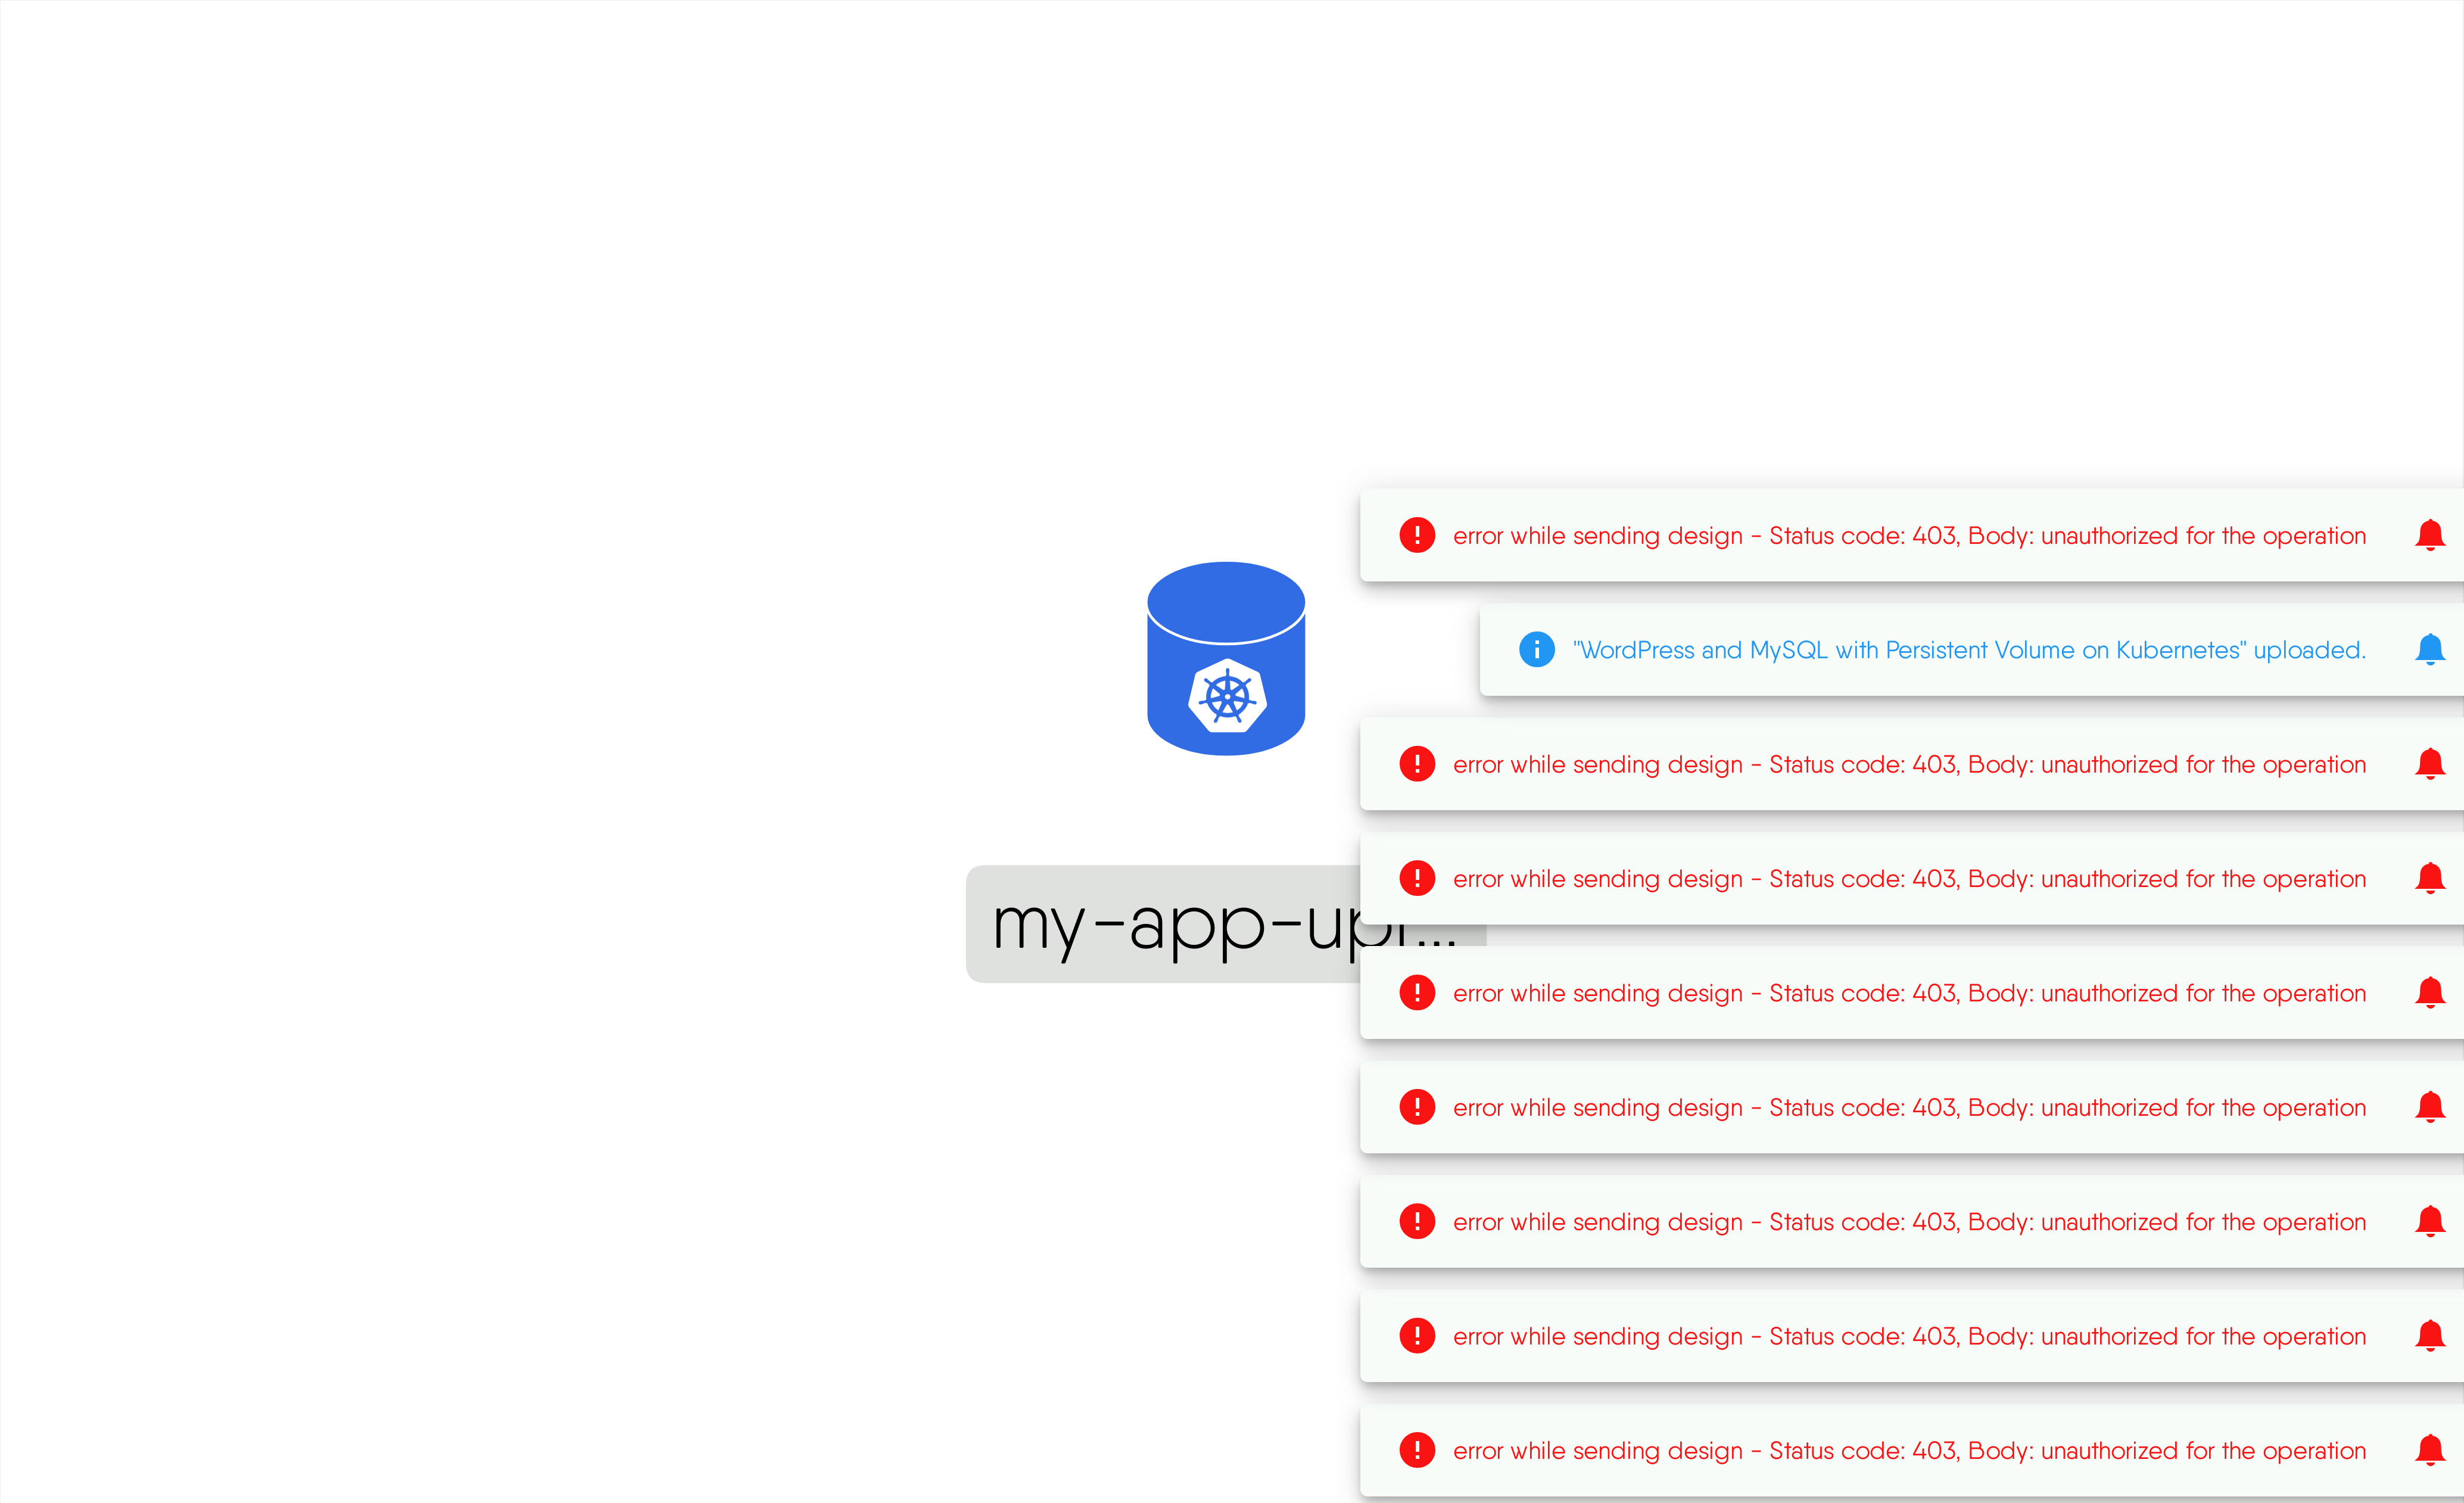 error while sending design - Status code: 403, Body: unauthorized for the operation
"WordPress and MySQL with Persistent Volume on Kubernetes" uploaded.
error while sending design - Status code: 403, Body: unauthorized for the operation
error while sending design - Status code: 403, Body: unauthorized for the operation
my-app-upr...
error while sending design - Status code: 403, Body: unauthorized for the operation
error while sending design - Status code: 403, Body: unauthorized for the operation
error while sending design - Status code: 403, Body: unauthorized for the operation
error while sending design - Status code: 403, Body: unauthorized for the operation
error while sending design - Status code: 403, Body: unauthorized for the operation